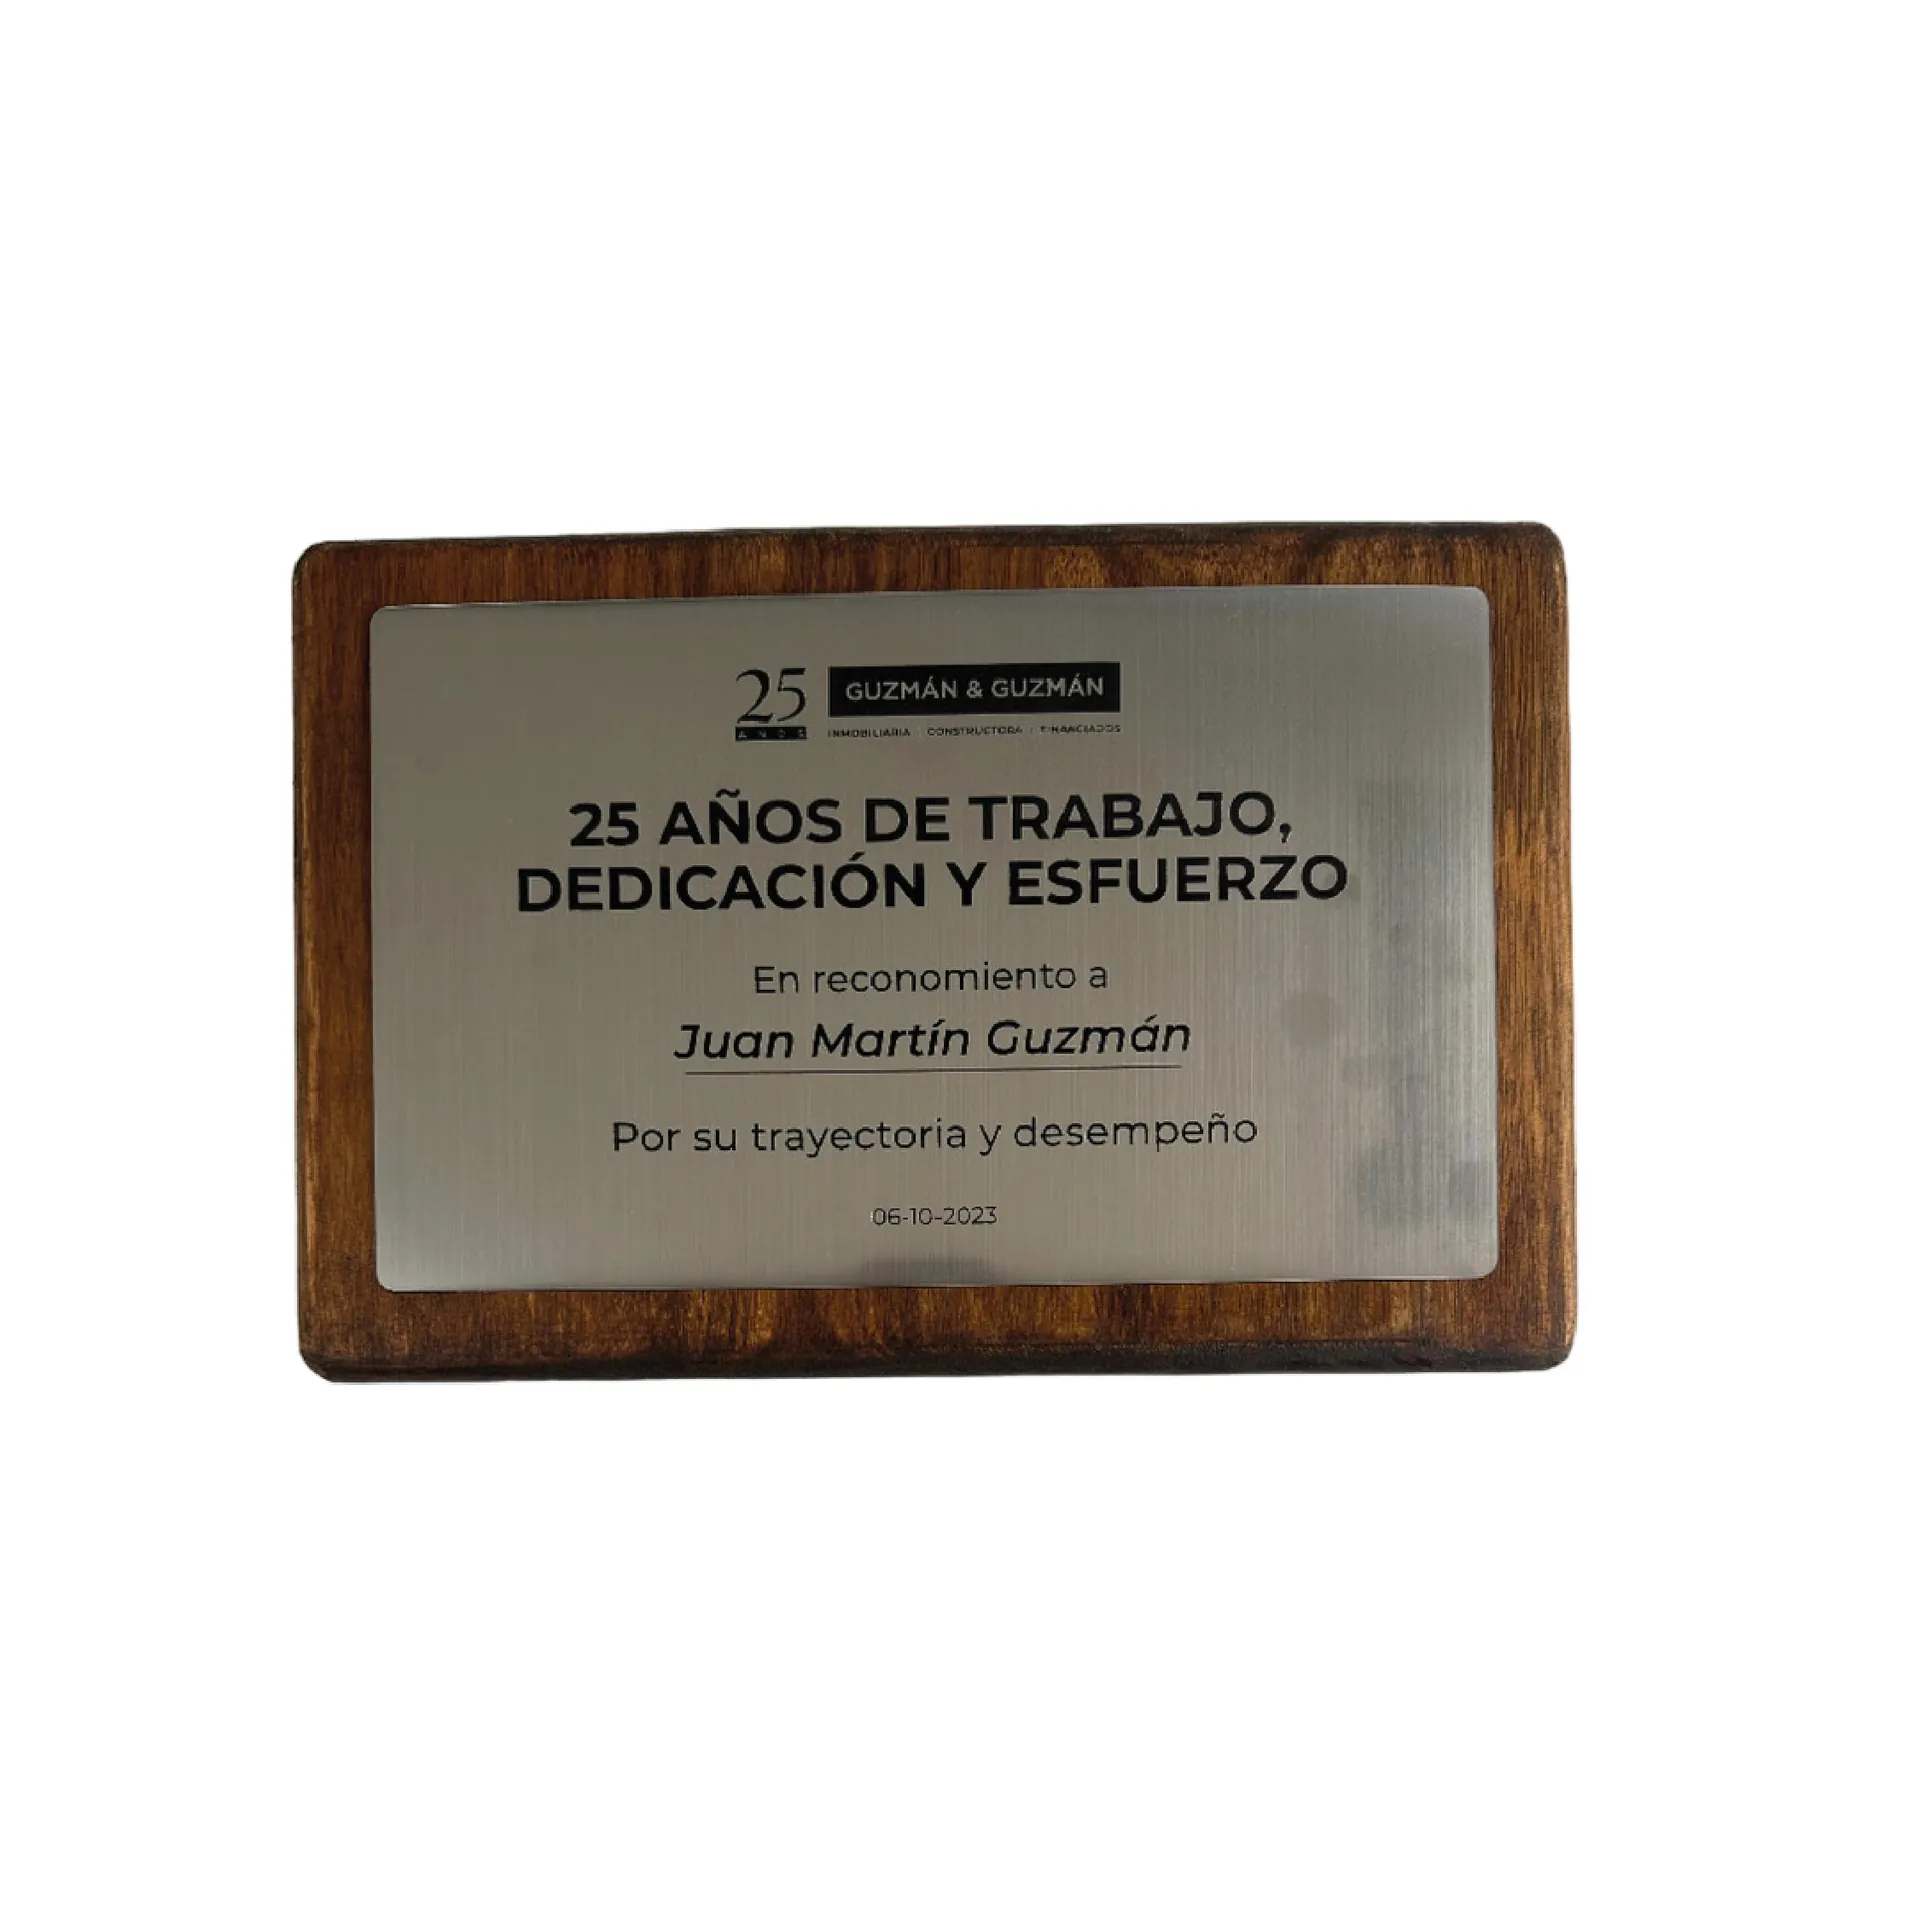 25 GUZMÁN & GUZMÁN
AÑOS INMOBILIARIA | CONSTRUCTORA | FINANCIADOS
25 AÑOS DE TRABAJO,
DEDICACIÓN Y ESFUERZO
En reconomiento a
Juan Martín Guzmán
Por su trayectoria y desempeño
06-10-2023